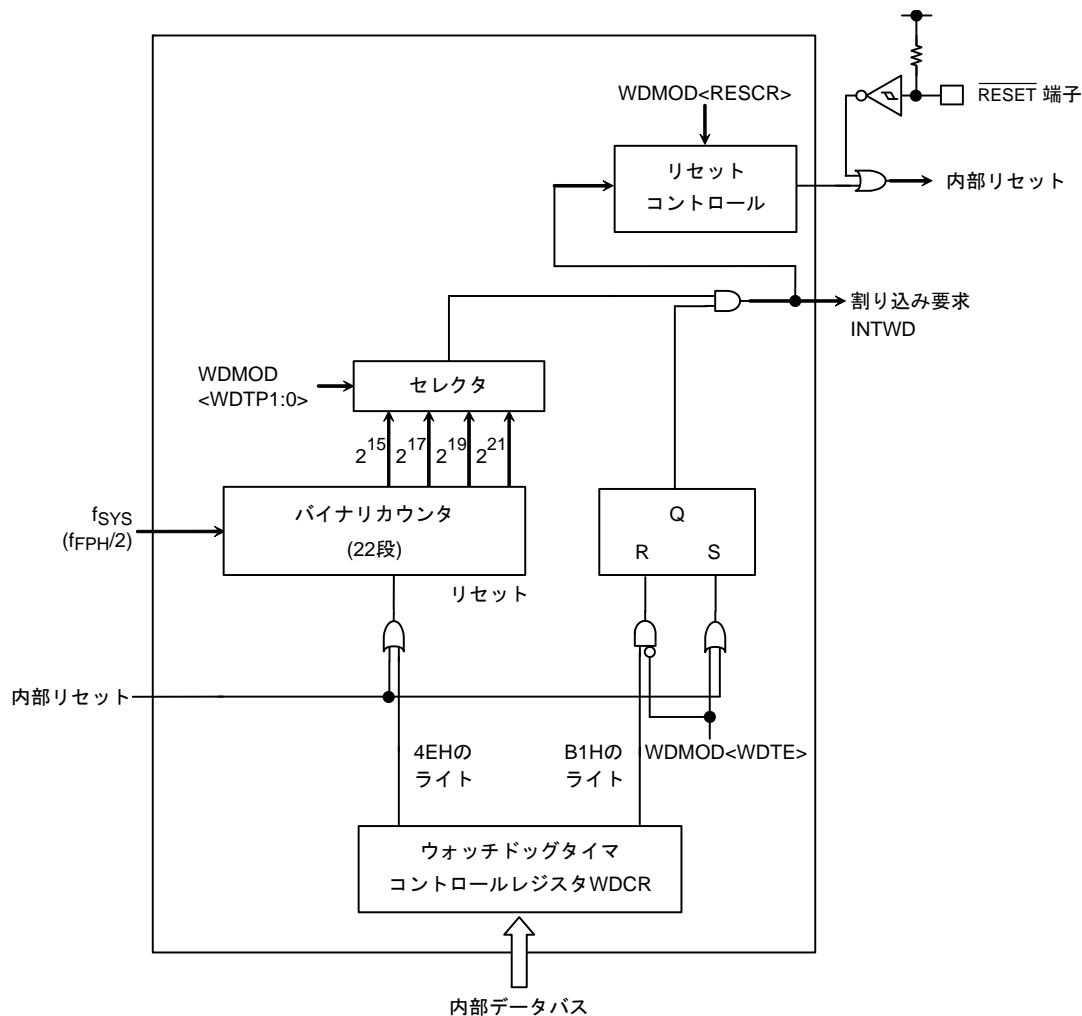 WDMOD<RESCR>
RESET 端子
リセット
コントロール
内部リセット
割り込み要求
INTWD
WDMOD
<WDTP1:0>
セレクタ
2^15 2^17 2^19 2^21
fSYS
(fFPH/2)
バイナリカウンタ
(22段)
リセット
Q
R S
内部リセット
4EHの
ライト
B1Hの
ライト
WDMOD<WDTE>
ウォッチドッグタイマ
コントロールレジスタWDCR
内部データバス